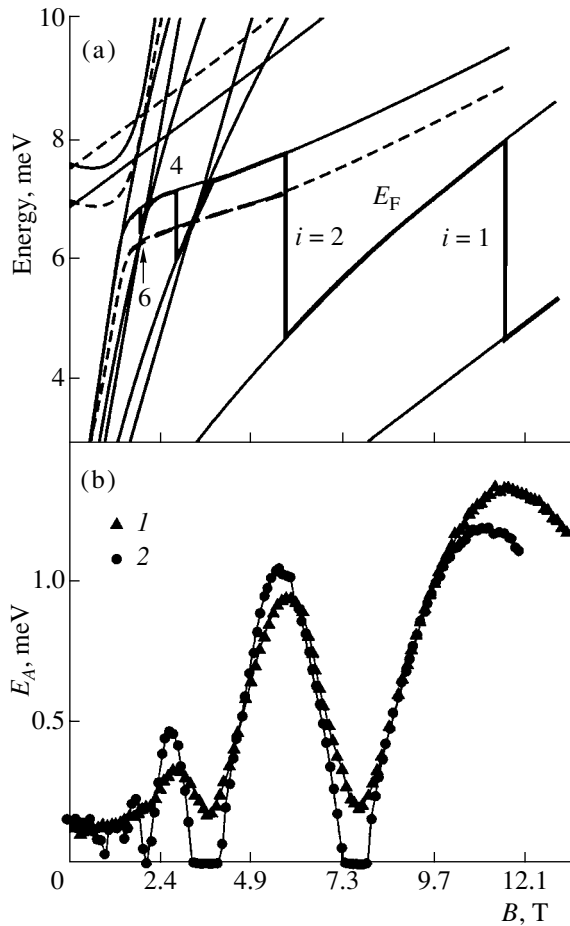 10
(a)
8
Energy, meV
4
E_F
6
i = 2
i = 1
6
4
(b)
1
2
1.0
E_A, meV
0.5
0
2.4
4.9
7.3
9.7
12.1
B, T